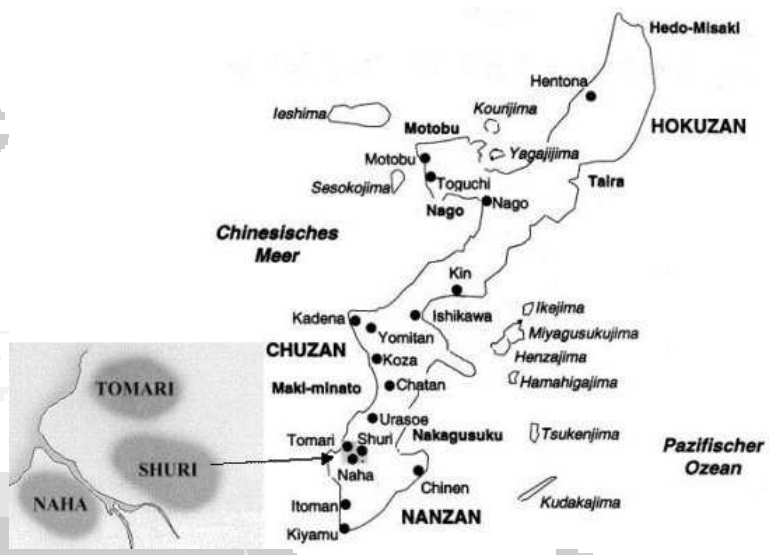 Hedo-Misaki
Hentona
Ieshima
Kourijima
Motobu
HOKUZAN
Motobu
Yagajijima
Sesokojima
Toguchi
Taira
Nago
Nago
Chinesisches
Meer
Kin
Ikejima
Kadena
Ishikawa
Yomitan
Miyagusukujima
CHUZAN
Henzajima
Koza
Maki-minato
Chatan
Hamahigajima
TOMARI
Urasoe
Tomari
Shuri
Nakagusuku
Tsukenjima
Pazifischer
Ozean
SHURI
Naha
Chinen
NAHA
Itoman
NANZAN
Kudakajima
Kiyamu